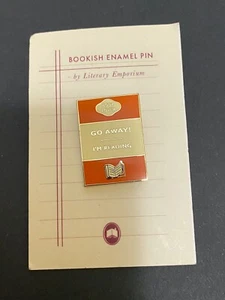 BOOKISH ENAMEL PIN
by Literary Emporium
GO AWAY!
I'M READING